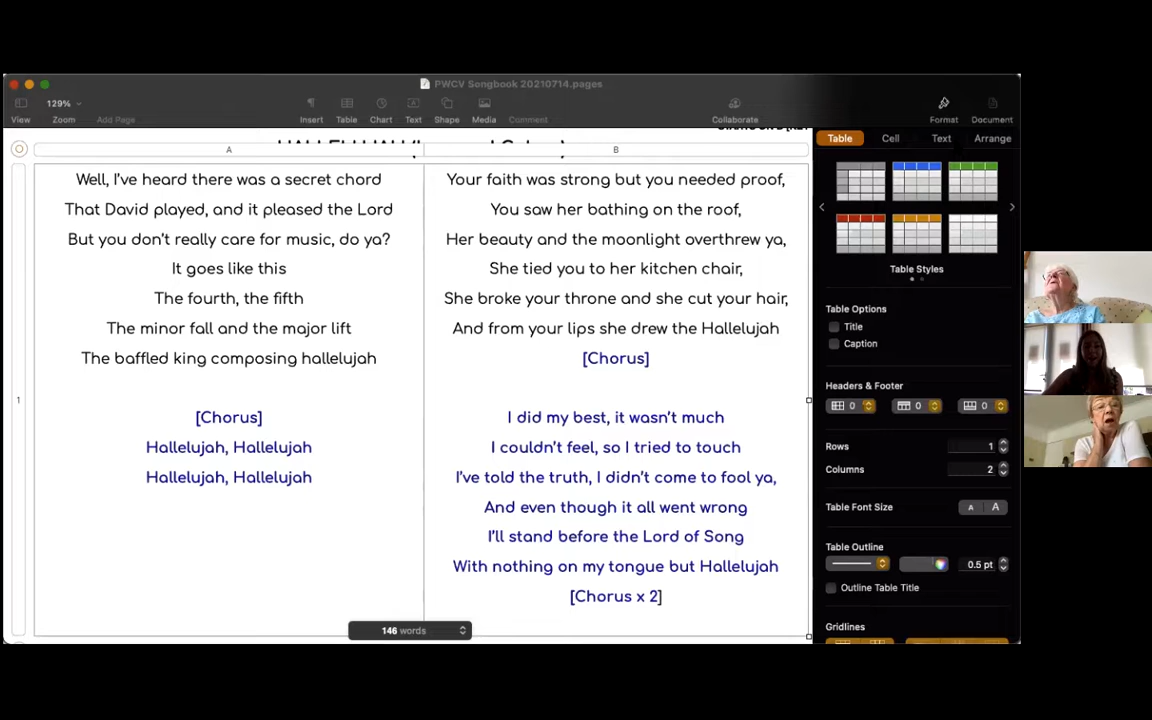 PWCV Songbook 20210714.pages
129%
View Zoom Add Page Insert Table Chart Text Shape Media Comment Collaborate Format Document
Table Cell Text Arrange
A B
Well, I've heard there was a secret chord
That David played, and it pleased the Lord
But you don't really care for music, do ya?
It goes like this
The fourth, the fifth
The minor fall and the major lift
The baffled king composing hallelujah
[Chorus]
Hallelujah, Hallelujah
Hallelujah, Hallelujah
Your faith was strong but you needed proof,
You saw her bathing on the roof,
Her beauty and the moonlight overthrew ya,
She tied you to her kitchen chair,
She broke your throne and she cut your hair,
And from your lips she drew the Hallelujah
[Chorus]
I did my best, it wasn't much
I couldn't feel, so I tried to touch
I've told the truth, I didn't come to fool ya,
And even though it all went wrong
I'll stand before the Lord of Song
With nothing on my tongue but Hallelujah
[Chorus x 2]
1
146 words
Table Styles
Table Options
Title
Caption
Headers & Footer
0 0 0
Rows 1
Columns 2
Table Font Size A A
Table Outline
0.5 pt
Outline Table Title
Gridlines